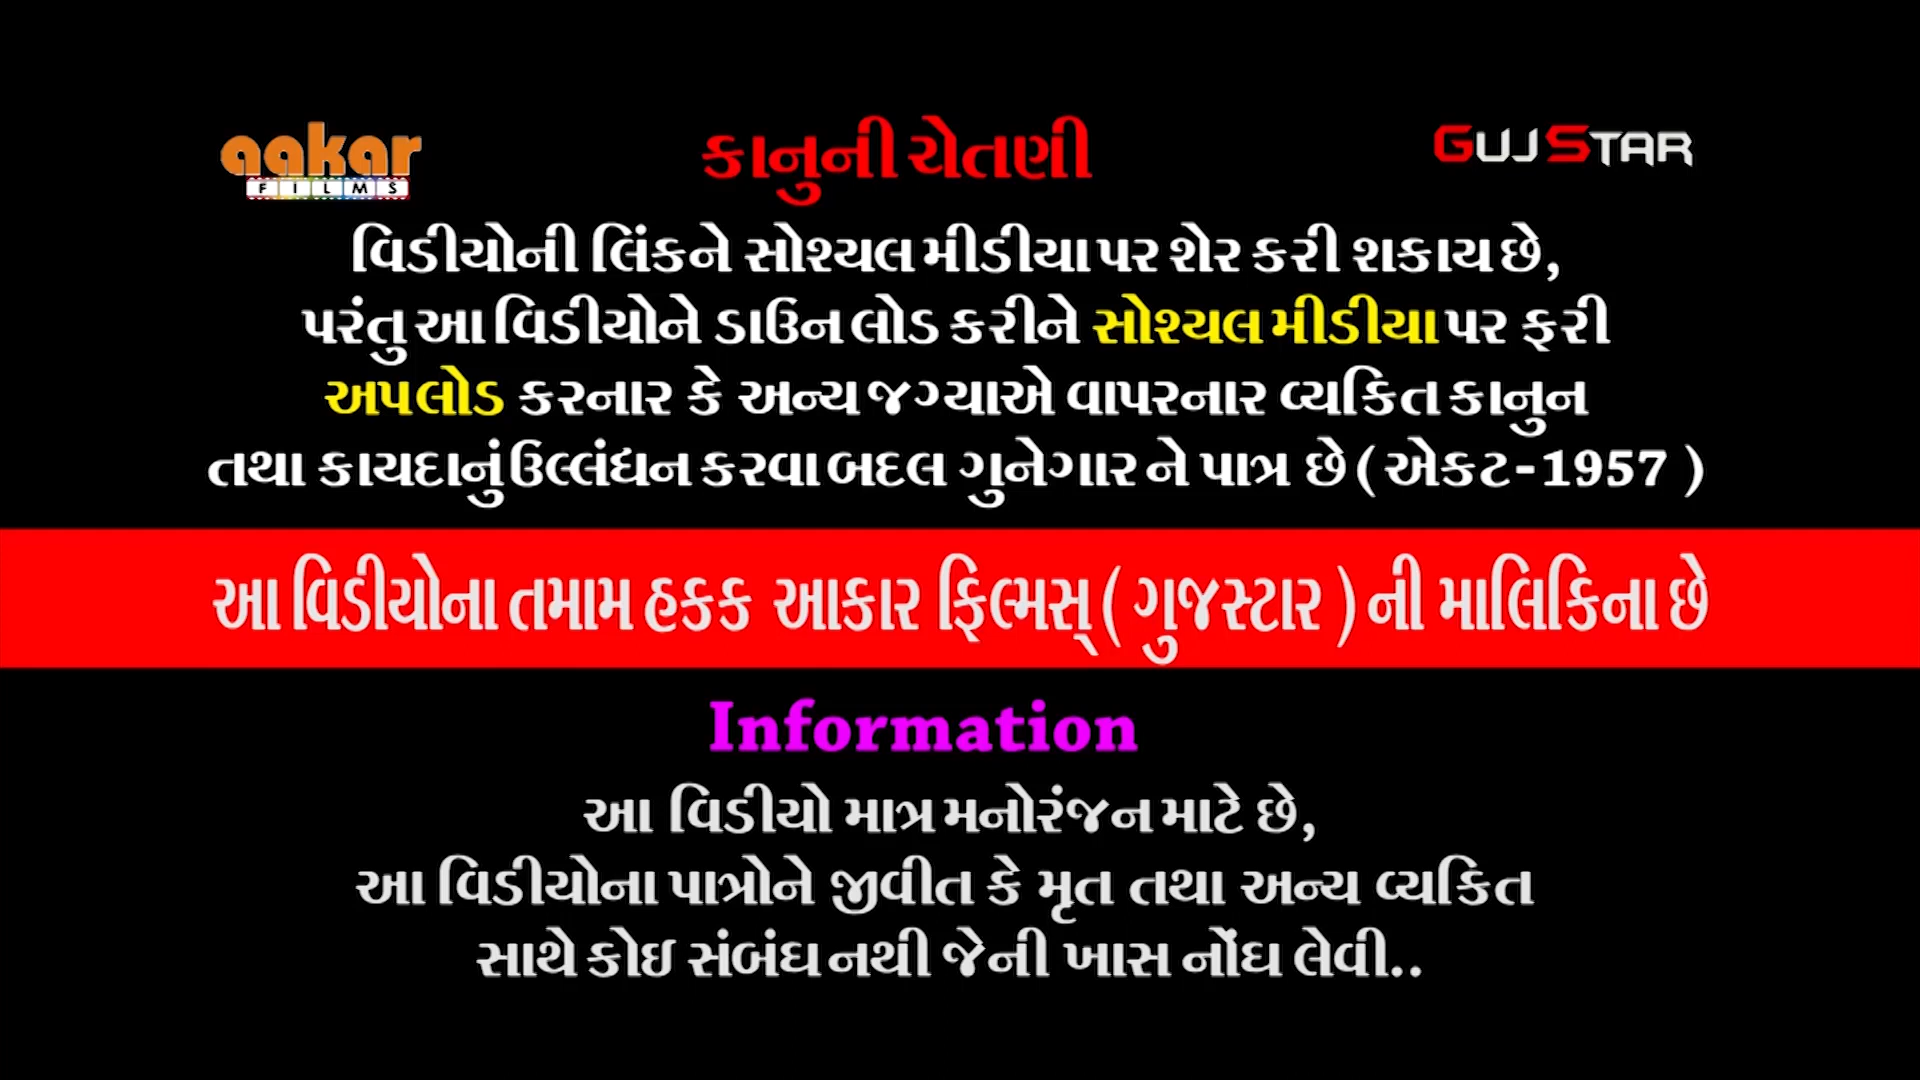 aakar
FILMS
કાનુની ચેતણી
GUJSTAR
વિડીયોની લિંકને સોશ્યલ મીડીયા પર શેર કરી શકાય છે,
પરંતુ આ વિડીયોને ડાઉન લોડ કરીને સોશ્યલ મીડીયા પર ફરી
અપલોડ કરનાર કે અન્ય જગ્યાએ વાપરનાર વ્યકિત કાનુન
તથા કાયદાનું ઉલ્લંઘન કરવા બદલ ગુનેગાર ને પાત્ર છે ( એકટ-1957 )
આ વિડીયોના તમામ હકક આકાર ફિલ્મસ્ ( ગુજસ્ટાર ) ની માલિકિના છે
Information
આ વિડીયો માત્ર મનોરંજન માટે છે,
આ વિડીયોના પાત્રોને જીવીત કે મૃત તથા અન્ય વ્યકિત
સાથે કોઇ સંબંઘ નથી જેની ખાસ નોંઘ લેવી..